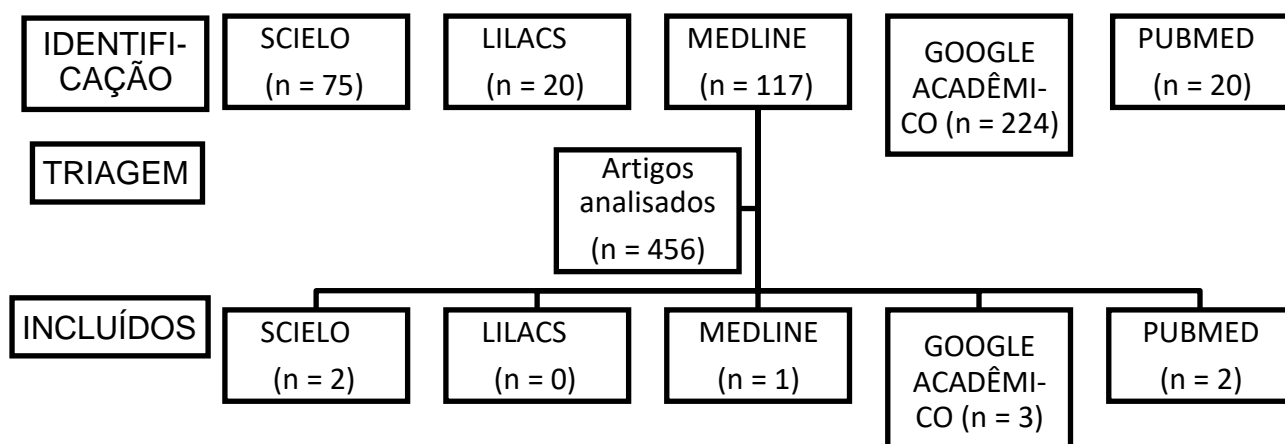 IDENTIFI-
CAÇÃO
SCIELO
(n = 75)
LILACS
(n = 20)
MEDLINE
(n = 117)
GOOGLE
ACADÊMI-
CO (n = 224)
PUBMED
(n = 20)
TRIAGEM
Artigos
analisados
(n = 456)
INCLUÍDOS
SCIELO
(n = 2)
LILACS
(n = 0)
MEDLINE
(n = 1)
GOOGLE
ACADÊMI-
CO (n = 3)
PUBMED
(n = 2)